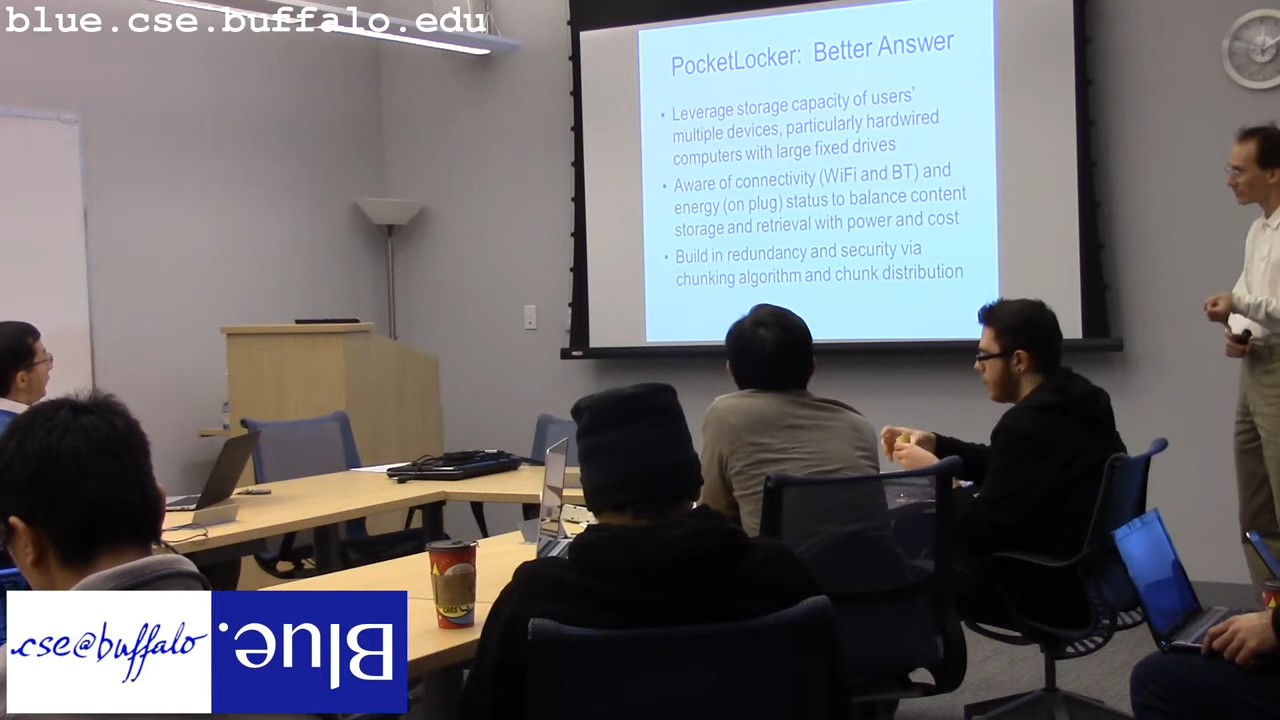 blue.cse.buffalo.edu
PocketLocker: Better Answer
• Leverage storage capacity of users'
multiple devices, particularly hardwired
computers with large fixed drives
• Aware of connectivity (WiFi and BT) and
energy (on plug) status to balance content
storage and retrieval with power and cost
• Build in redundancy and security via
chunking algorithm and chunk distribution
.cse@buffalo
Blue.